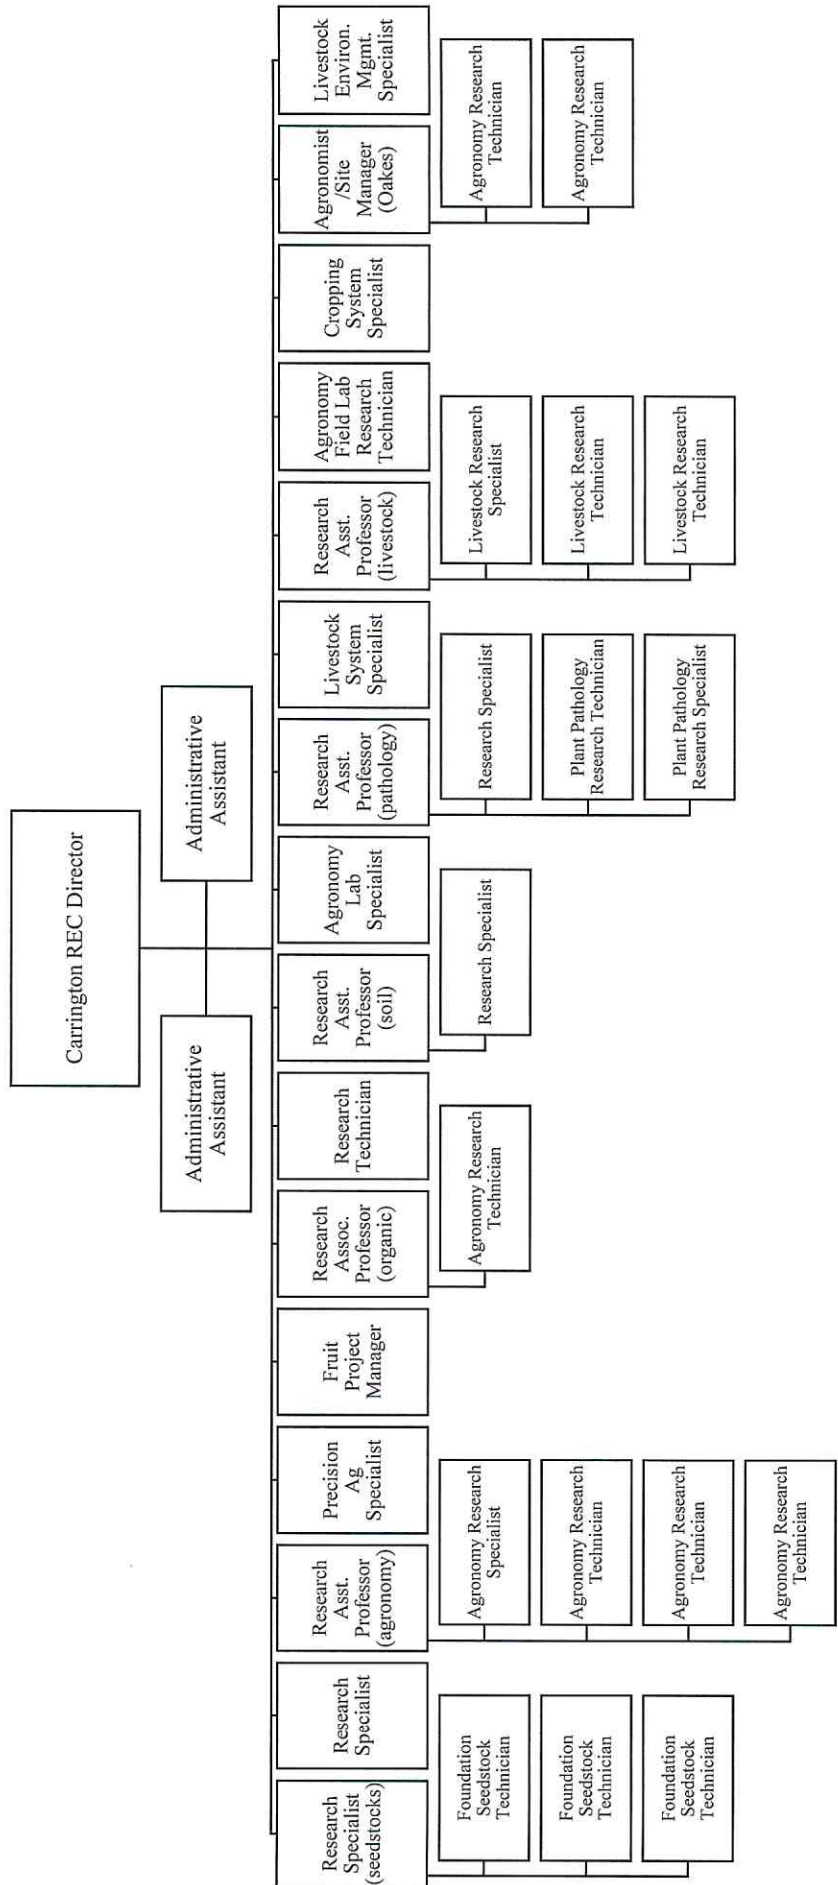 Carrington REC Director
Administrative
Assistant
Administrative
Assistant
Research
Specialist
(seedstocks)
Research
Specialist
Research
Asst.
Professor
(agronomy)
Precision
Ag
Specialist
Fruit
Project
Manager
Research
Assoc.
Professor
(organic)
Research
Technician
Research
Asst.
Professor
(soil)
Agronomy
Lab
Specialist
Research
Asst.
Professor
(pathology)
Livestock
System
Specialist
Research
Asst.
Professor
(livestock)
Agronomy
Field Lab
Research
Technician
Cropping
System
Specialist
Agronomist
/Site
Manager
(Oakes)
Livestock
Environ.
Mgmt.
Specialist
Foundation
Seedstock
Technician
Foundation
Seedstock
Technician
Foundation
Seedstock
Technician
Agronomy Research
Specialist
Agronomy Research
Technician
Agronomy Research
Technician
Agronomy Research
Technician
Agronomy Research
Technician
Research Specialist
Research Specialist
Plant Pathology
Research Technician
Plant Pathology
Research Specialist
Livestock Research
Specialist
Livestock Research
Technician
Livestock Research
Technician
Agronomy Research
Technician
Agronomy Research
Technician